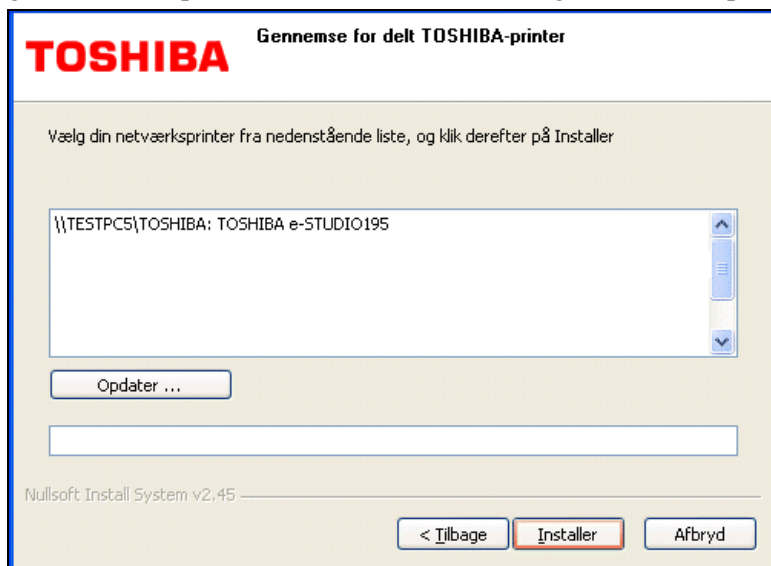 TOSHIBA
Gennemse for delt TOSHIBA-printer
Vælg din netværksprinter fra nedenstående liste, og klik derefter på Installer
\\TESTPC5\TOSHIBA: TOSHIBA e-STUDIO195
Opdater ...
Nullsoft Install System v2.45
< Tilbage
Installer
Afbryd